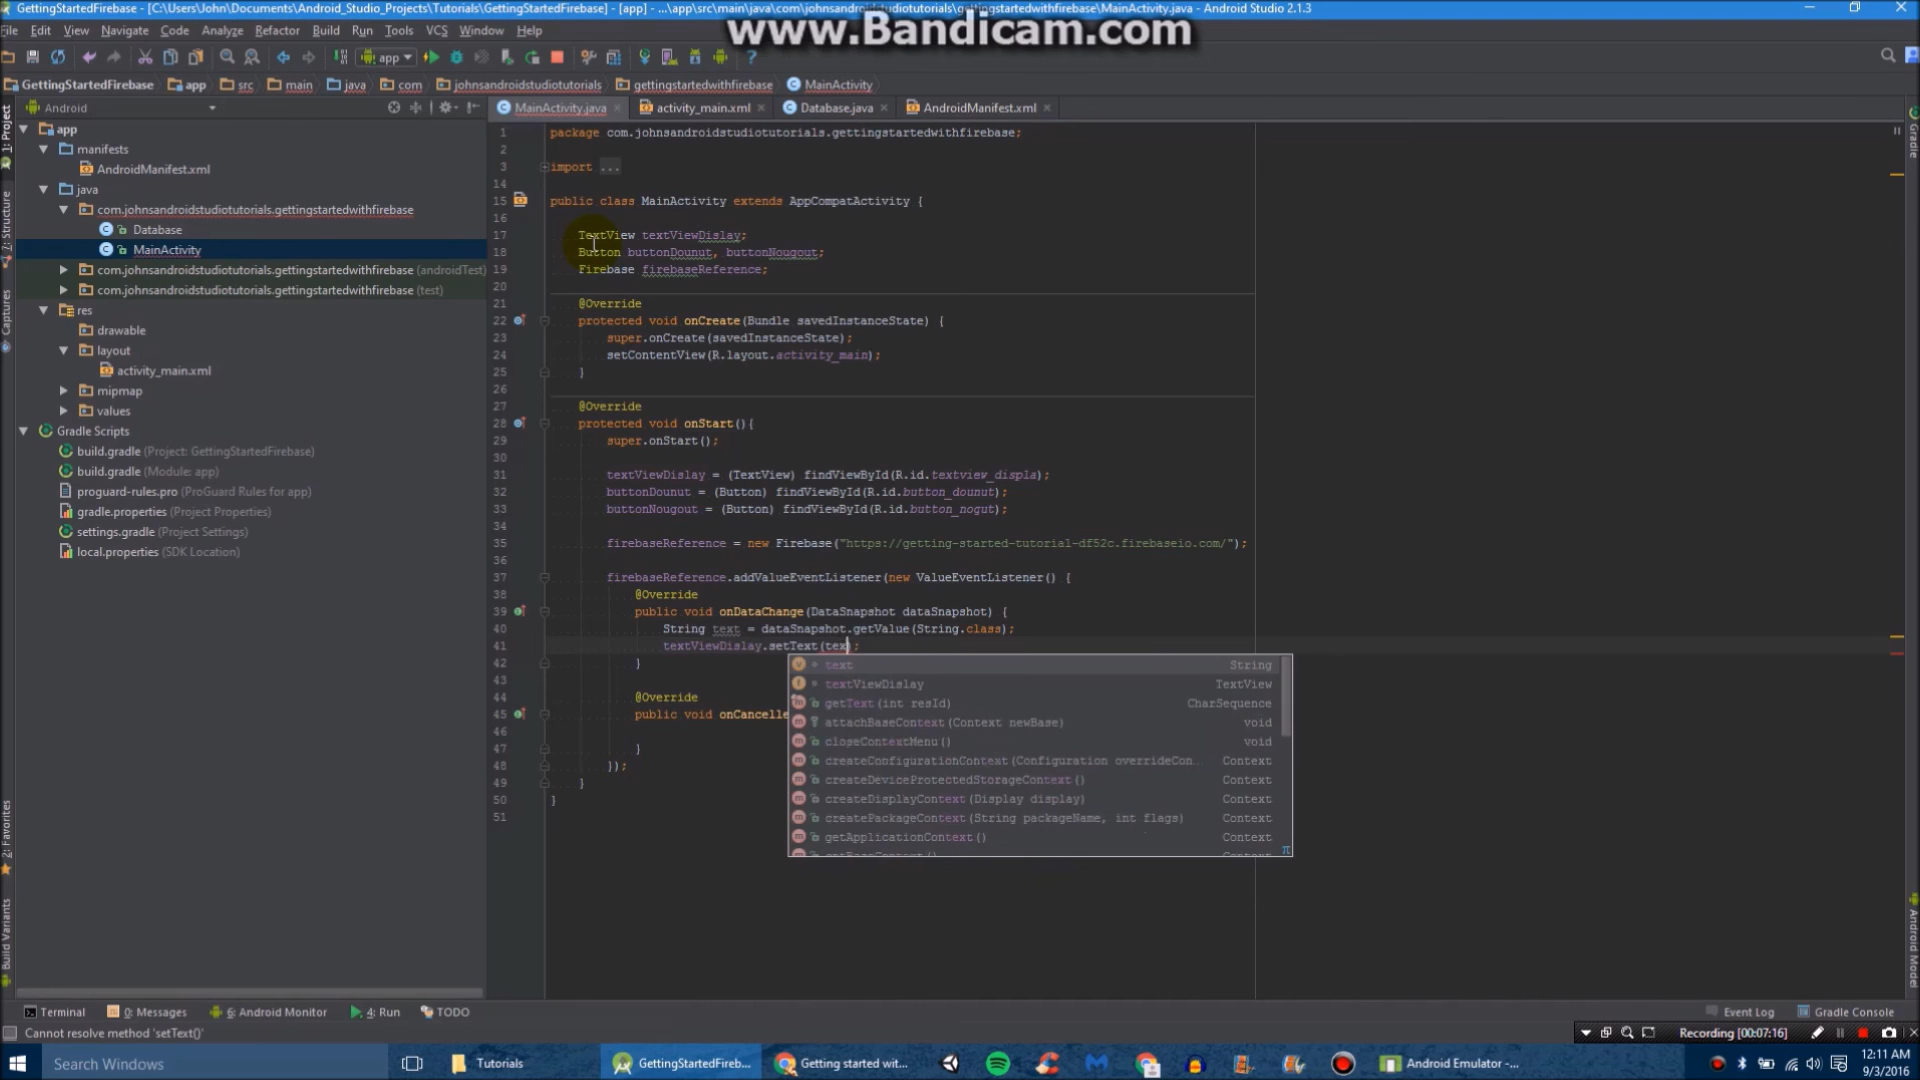 GettingStartedFirebase - [C:\Users\John\Documents\Android_Studio_Projects\Tutorials\GettingStartedFirebase] - [app] - ...\app\src\main\java\com\johnsandroidstudiotutorials\gettingstartedwithfirebase\MainActivity.java - Android Studio 2.1.3
www.Bandicam.com
File Edit View Navigate Code Analyze Refactor Build Run Tools VCS Window Help
app
GettingStartedFirebase app src main java com johnsandroidstudiotutorials gettingstartedwithfirebase MainActivity
Android
MainActivity.java activity_main.xml Database.java AndroidManifest.xml
1: Project
7: Structure
Captures
2: Favorites
Build Variants
Gradle
Android Model
app
manifests
AndroidManifest.xml
java
com.johnsandroidstudiotutorials.gettingstartedwithfirebase
Database
MainActivity
com.johnsandroidstudiotutorials.gettingstartedwithfirebase (androidTest)
com.johnsandroidstudiotutorials.gettingstartedwithfirebase (test)
res
drawable
layout
activity_main.xml
mipmap
values
Gradle Scripts
build.gradle (Project: GettingStartedFirebase)
build.gradle (Module: app)
proguard-rules.pro (ProGuard Rules for app)
gradle.properties (Project Properties)
settings.gradle (Project Settings)
local.properties (SDK Location)
1 package com.johnsandroidstudiotutorials.gettingstartedwithfirebase;
2
3 import ...
14
15 public class MainActivity extends AppCompatActivity {
16
17 TextView textViewDislay;
18 Button buttonDounut, buttonNougout;
19 Firebase firebaseReference;
20
21 @Override
22 protected void onCreate(Bundle savedInstanceState) {
23 super.onCreate(savedInstanceState);
24 setContentView(R.layout.activity_main);
25 }
26
27 @Override
28 protected void onStart(){
29 super.onStart();
30
31 textViewDislay = (TextView) findViewById(R.id.textview_displa);
32 buttonDounut = (Button) findViewById(R.id.button_dounut);
33 buttonNougout = (Button) findViewById(R.id.button_nogut);
34
35 firebaseReference = new Firebase("https://getting-started-tutorial-df52c.firebaseio.com/");
36
37 firebaseReference.addValueEventListener(new ValueEventListener() {
38 @Override
39 public void onDataChange(DataSnapshot dataSnapshot) {
40 String text = dataSnapshot.getValue(String.class);
41 textViewDislay.setText(tex);
42 }
43
44 @Override
45 public void onCancelle
46
47 }
48 });
49 }
50 }
51
text String
textViewDislay TextView
getText(int resId) CharSequence
attachBaseContext(Context newBase) void
closeContextMenu() void
createConfigurationContext(Configuration overrideCon... Context
createDeviceProtectedStorageContext() Context
createDisplayContext(Display display) Context
createPackageContext(String packageName, int flags) Context
getApplicationContext() Context
Terminal 0: Messages 6: Android Monitor 4: Run TODO Event Log Gradle Console
Cannot resolve method 'setText()'
Recording [00:07:16]
Search Windows Tutorials GettingStartedFireb... Getting started wit... Android Emulator -...
12:11 AM
9/3/2016